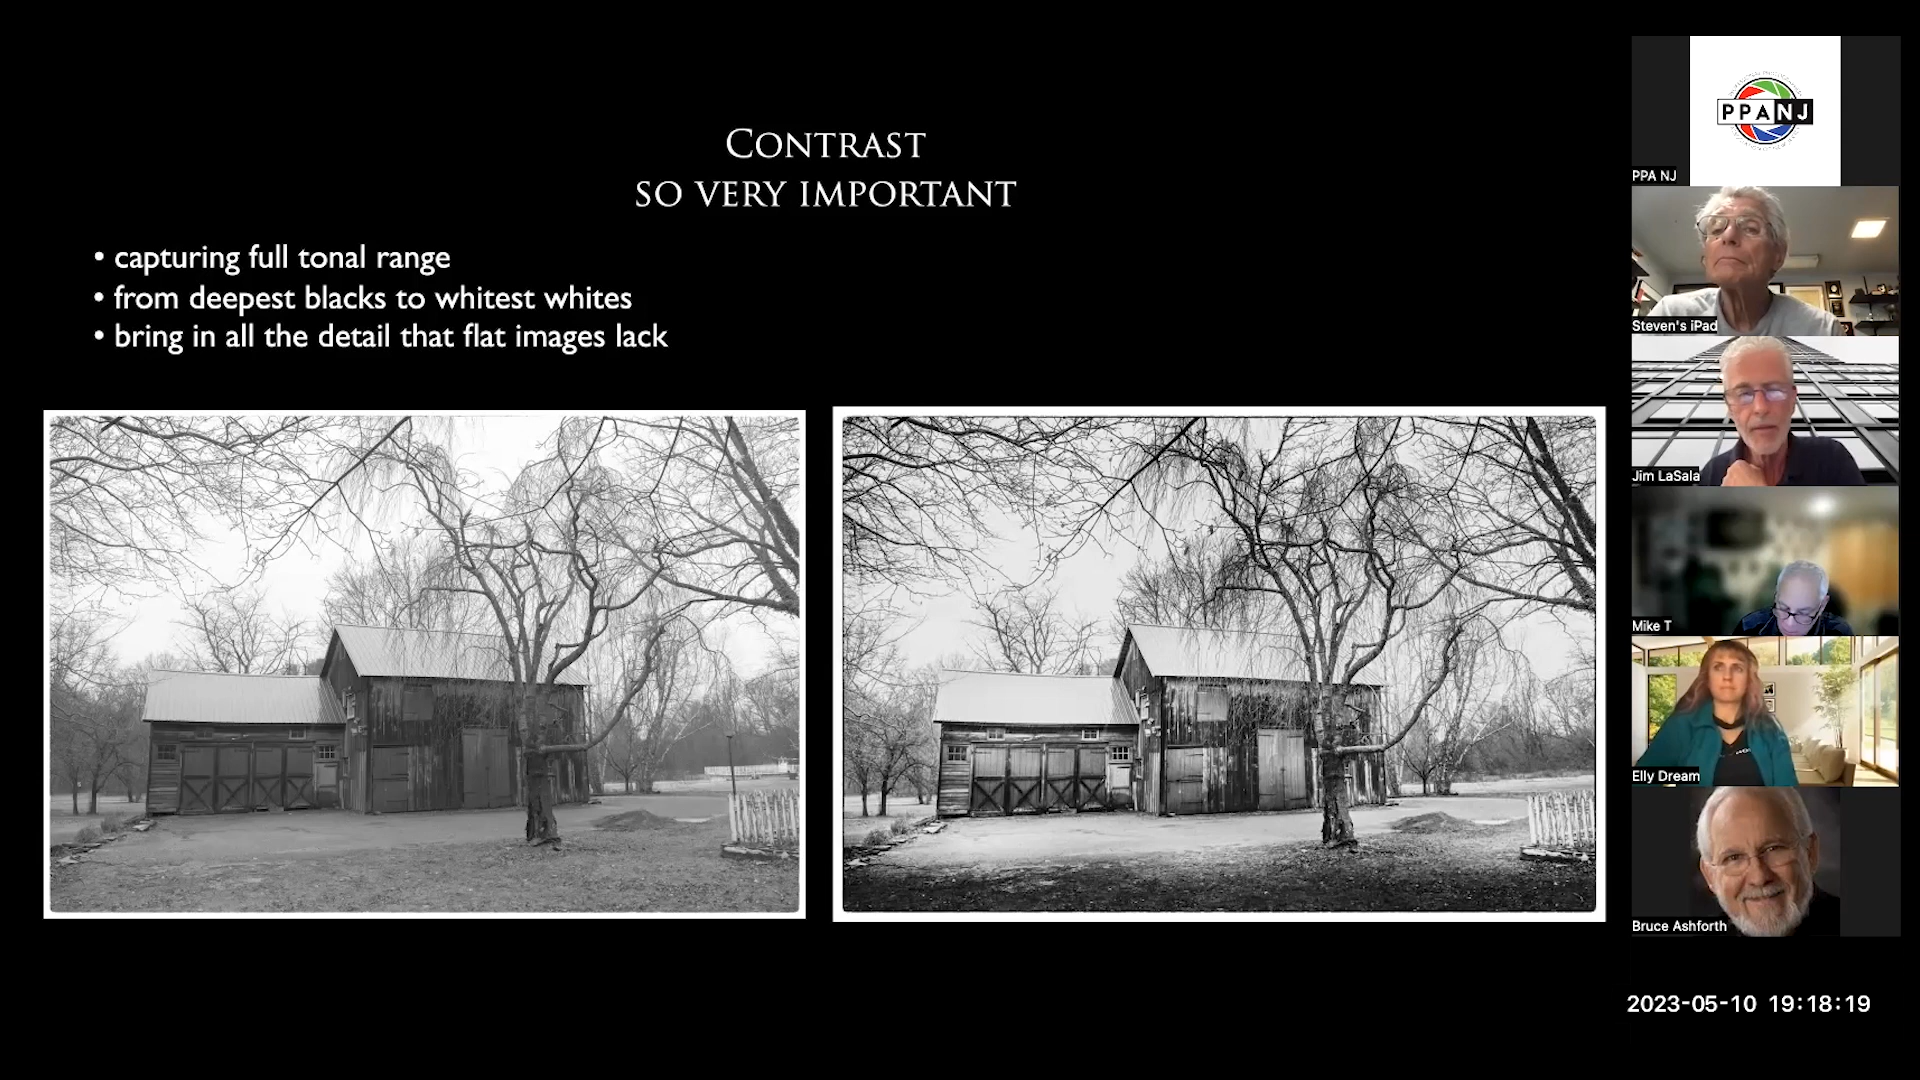 CONTRAST
SO VERY IMPORTANT
• capturing full tonal range
• from deepest blacks to whitest whites
• bring in all the detail that flat images lack
PPANJ
PPA NJ
Steven's iPad
Jim LaSala
Mike T
Elly Dream
Bruce Ashforth
2023-05-10 19:18:19